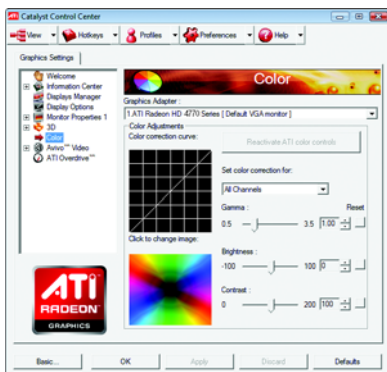 ATI Catalyst Control Center
View Hotkeys Profiles Preferences Help
Graphics Settings
Welcome
Information Center
Displays Manager
Display Options
Monitor Properties 1
3D
Color
Avivo™ Video
ATI Overdrive™
ATI
RADEON
GRAPHICS
Color
Graphics Adapter :
1.ATI Radeon HD 4770 Series [ Default VGA monitor ]
Color Adjustments
Color correction curve:
Reactivate ATI color controls
Set color correction for:
All Channels
Gamma : Reset
0.5 3.5 1.00
Click to change image:
Brightness :
-100 100 0
Contrast :
0 200 100
Basic... OK Apply Discard Defaults